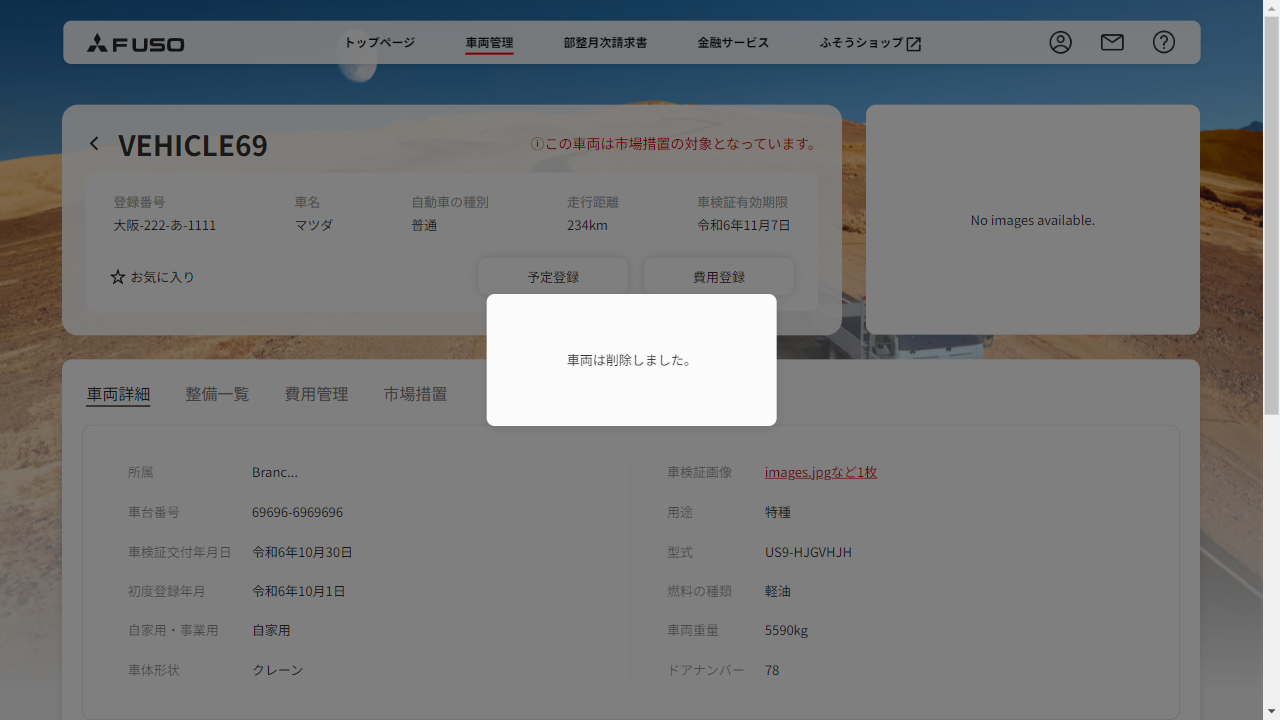 FUSO
トップページ 車両管理 部整月次請求書 金融サービス ふそうショップ
VEHICLE69
この車両は市場措置の対象となっています。
登録番号 車名 自動車の種別 走行距離 車検証有効期限
大阪-222-あ-1111 マツダ 普通 234km 令和6年11月7日
お気に入り 予定登録 費用登録
No images available.
車両は削除しました。
車両詳細 整備一覧 費用管理 市場措置
所属 Branc...
車台番号 69696-6969696
車検証交付年月日 令和6年10月30日
初度登録年月 令和6年10月1日
自家用・事業用 自家用
車体形状 クレーン
車検証画像 images.jpgなど1枚
用途 特種
型式 US9-HJGVHJH
燃料の種類 軽油
車両重量 5590kg
ドアナンバー 78